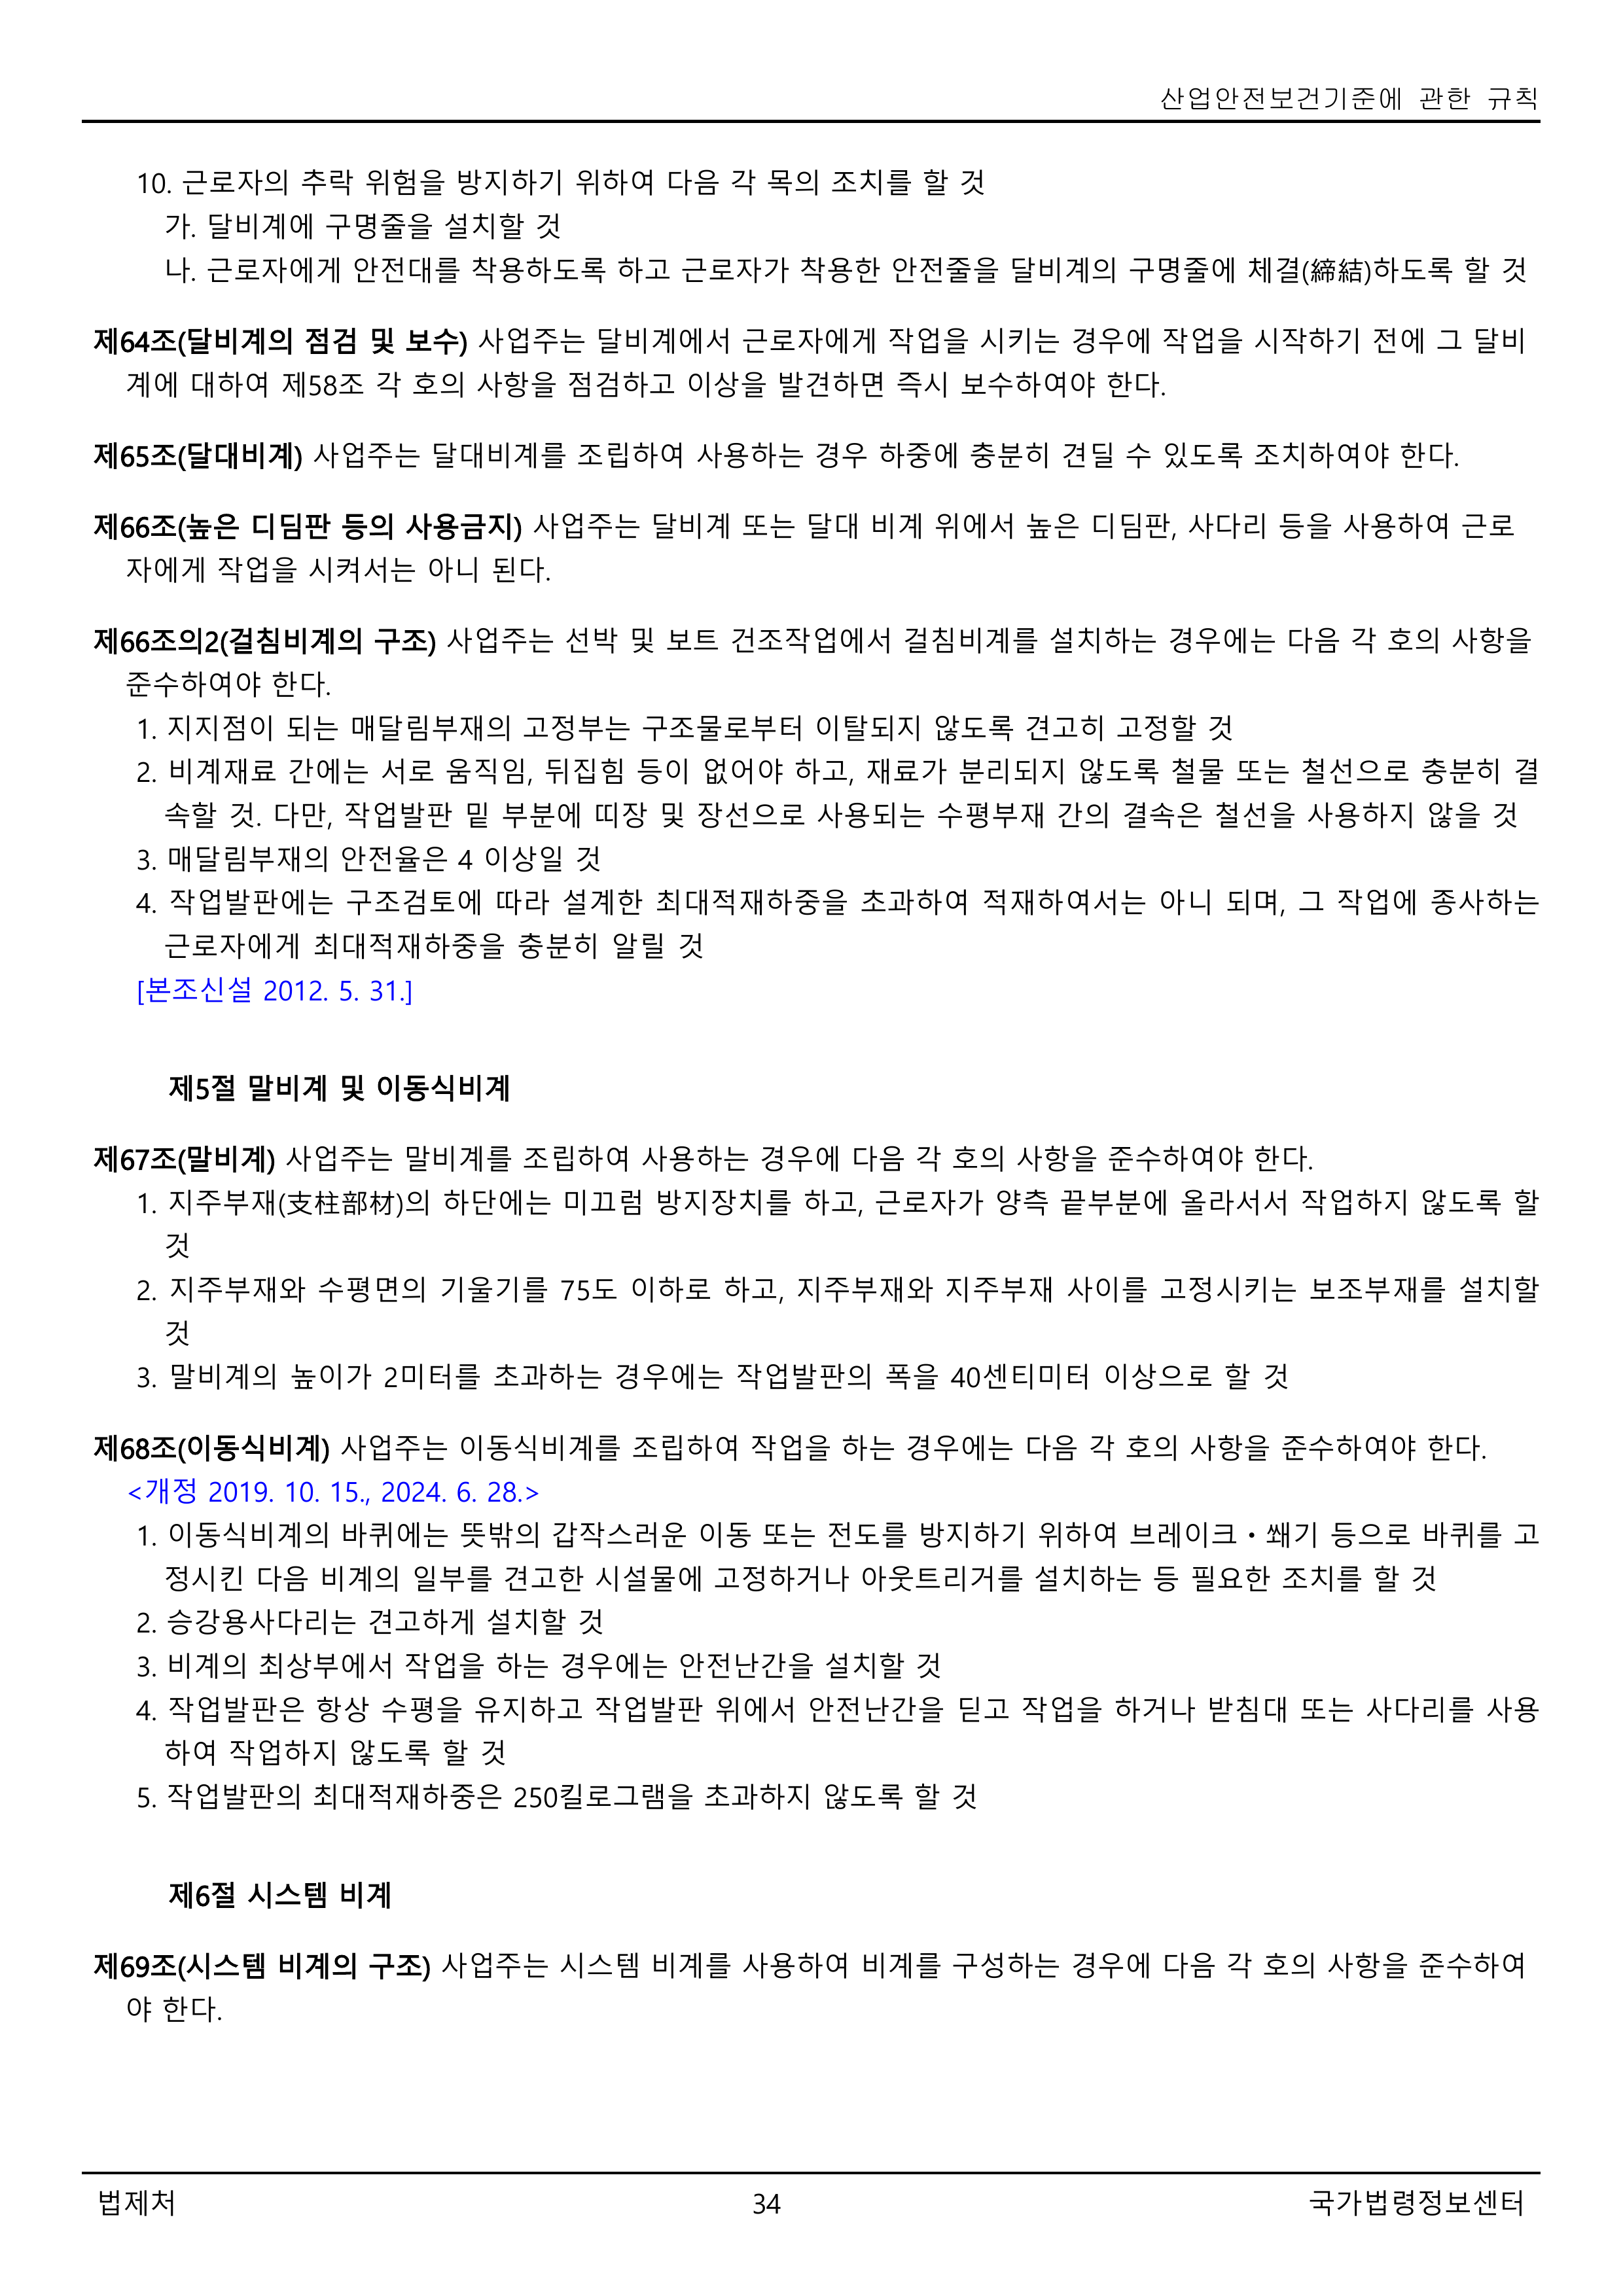 산업안전보건기준에 관한 규칙
10. 근로자의 추락 위험을 방지하기 위하여 다음 각 목의 조치를 할 것
가. 달비계에 구명줄을 설치할 것
나. 근로자에게 안전대를 착용하도록 하고 근로자가 착용한 안전줄을 달비계의 구명줄에 체결(締結)하도록 할 것
제64조(달비계의 점검 및 보수) 사업주는 달비계에서 근로자에게 작업을 시키는 경우에 작업을 시작하기 전에 그 달비
계에 대하여 제58조 각 호의 사항을 점검하고 이상을 발견하면 즉시 보수하여야 한다.
제65조(달대비계) 사업주는 달대비계를 조립하여 사용하는 경우 하중에 충분히 견딜 수 있도록 조치하여야 한다.
제66조(높은 디딤판 등의 사용금지) 사업주는 달비계 또는 달대 비계 위에서 높은 디딤판, 사다리 등을 사용하여 근로
자에게 작업을 시켜서는 아니 된다.
제66조의2(걸침비계의 구조) 사업주는 선박 및 보트 건조작업에서 걸침비계를 설치하는 경우에는 다음 각 호의 사항을
준수하여야 한다.
1. 지지점이 되는 매달림부재의 고정부는 구조물로부터 이탈되지 않도록 견고히 고정할 것
2. 비계재료 간에는 서로 움직임, 뒤집힘 등이 없어야 하고, 재료가 분리되지 않도록 철물 또는 철선으로 충분히 결
속할 것. 다만, 작업발판 밑 부분에 띠장 및 장선으로 사용되는 수평부재 간의 결속은 철선을 사용하지 않을 것
3. 매달림부재의 안전율은 4 이상일 것
4. 작업발판에는 구조검토에 따라 설계한 최대적재하중을 초과하여 적재하여서는 아니 되며, 그 작업에 종사하는
근로자에게 최대적재하중을 충분히 알릴 것
[본조신설 2012. 5. 31.]
제5절 말비계 및 이동식비계
제67조(말비계) 사업주는 말비계를 조립하여 사용하는 경우에 다음 각 호의 사항을 준수하여야 한다.
1. 지주부재(支柱部材)의 하단에는 미끄럼 방지장치를 하고, 근로자가 양측 끝부분에 올라서서 작업하지 않도록 할
것
2. 지주부재와 수평면의 기울기를 75도 이하로 하고, 지주부재와 지주부재 사이를 고정시키는 보조부재를 설치할
것
3. 말비계의 높이가 2미터를 초과하는 경우에는 작업발판의 폭을 40센티미터 이상으로 할 것
제68조(이동식비계) 사업주는 이동식비계를 조립하여 작업을 하는 경우에는 다음 각 호의 사항을 준수하여야 한다.
<개정 2019. 10. 15., 2024. 6. 28.>
1. 이동식비계의 바퀴에는 뜻밖의 갑작스러운 이동 또는 전도를 방지하기 위하여 브레이크ㆍ쐐기 등으로 바퀴를 고
정시킨 다음 비계의 일부를 견고한 시설물에 고정하거나 아웃트리거를 설치하는 등 필요한 조치를 할 것
2. 승강용사다리는 견고하게 설치할 것
3. 비계의 최상부에서 작업을 하는 경우에는 안전난간을 설치할 것
4. 작업발판은 항상 수평을 유지하고 작업발판 위에서 안전난간을 딛고 작업을 하거나 받침대 또는 사다리를 사용
하여 작업하지 않도록 할 것
5. 작업발판의 최대적재하중은 250킬로그램을 초과하지 않도록 할 것
제6절 시스템 비계
제69조(시스템 비계의 구조) 사업주는 시스템 비계를 사용하여 비계를 구성하는 경우에 다음 각 호의 사항을 준수하여
야 한다.
법제처 34 국가법령정보센터